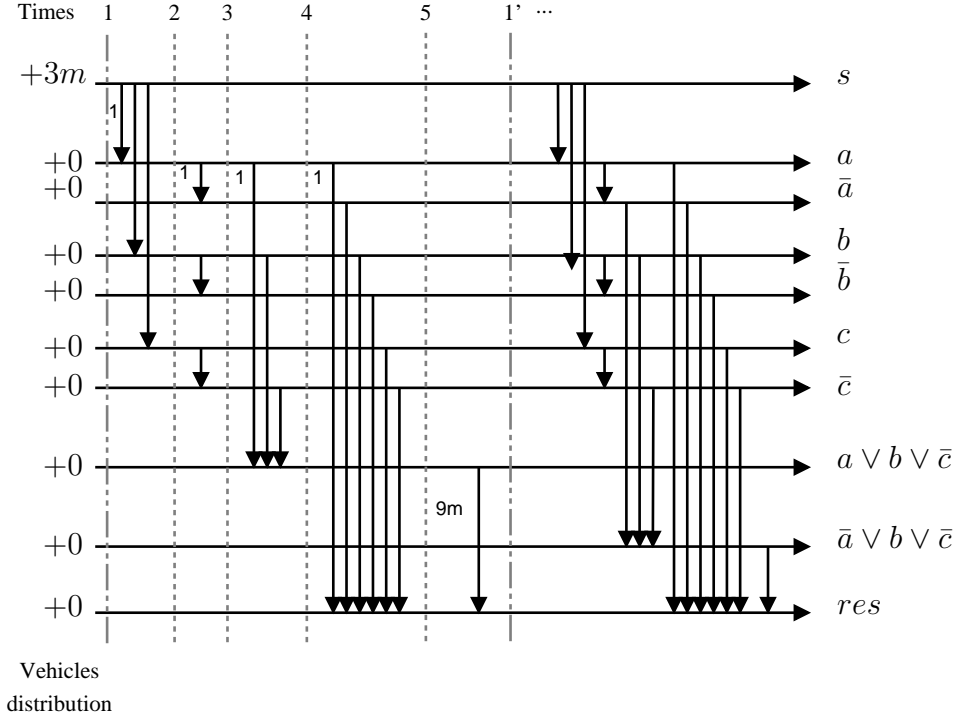 Times 1 2 3 4 5 1’ ...
+3m s
1
+0 a
1 1 1
+0 ā
+0 b
+0 b̄
+0 c
+0 c̄
+0 a ∨ b ∨ c̄
9m
+0 ā ∨ b ∨ c̄
+0 res
Vehicles
distribution